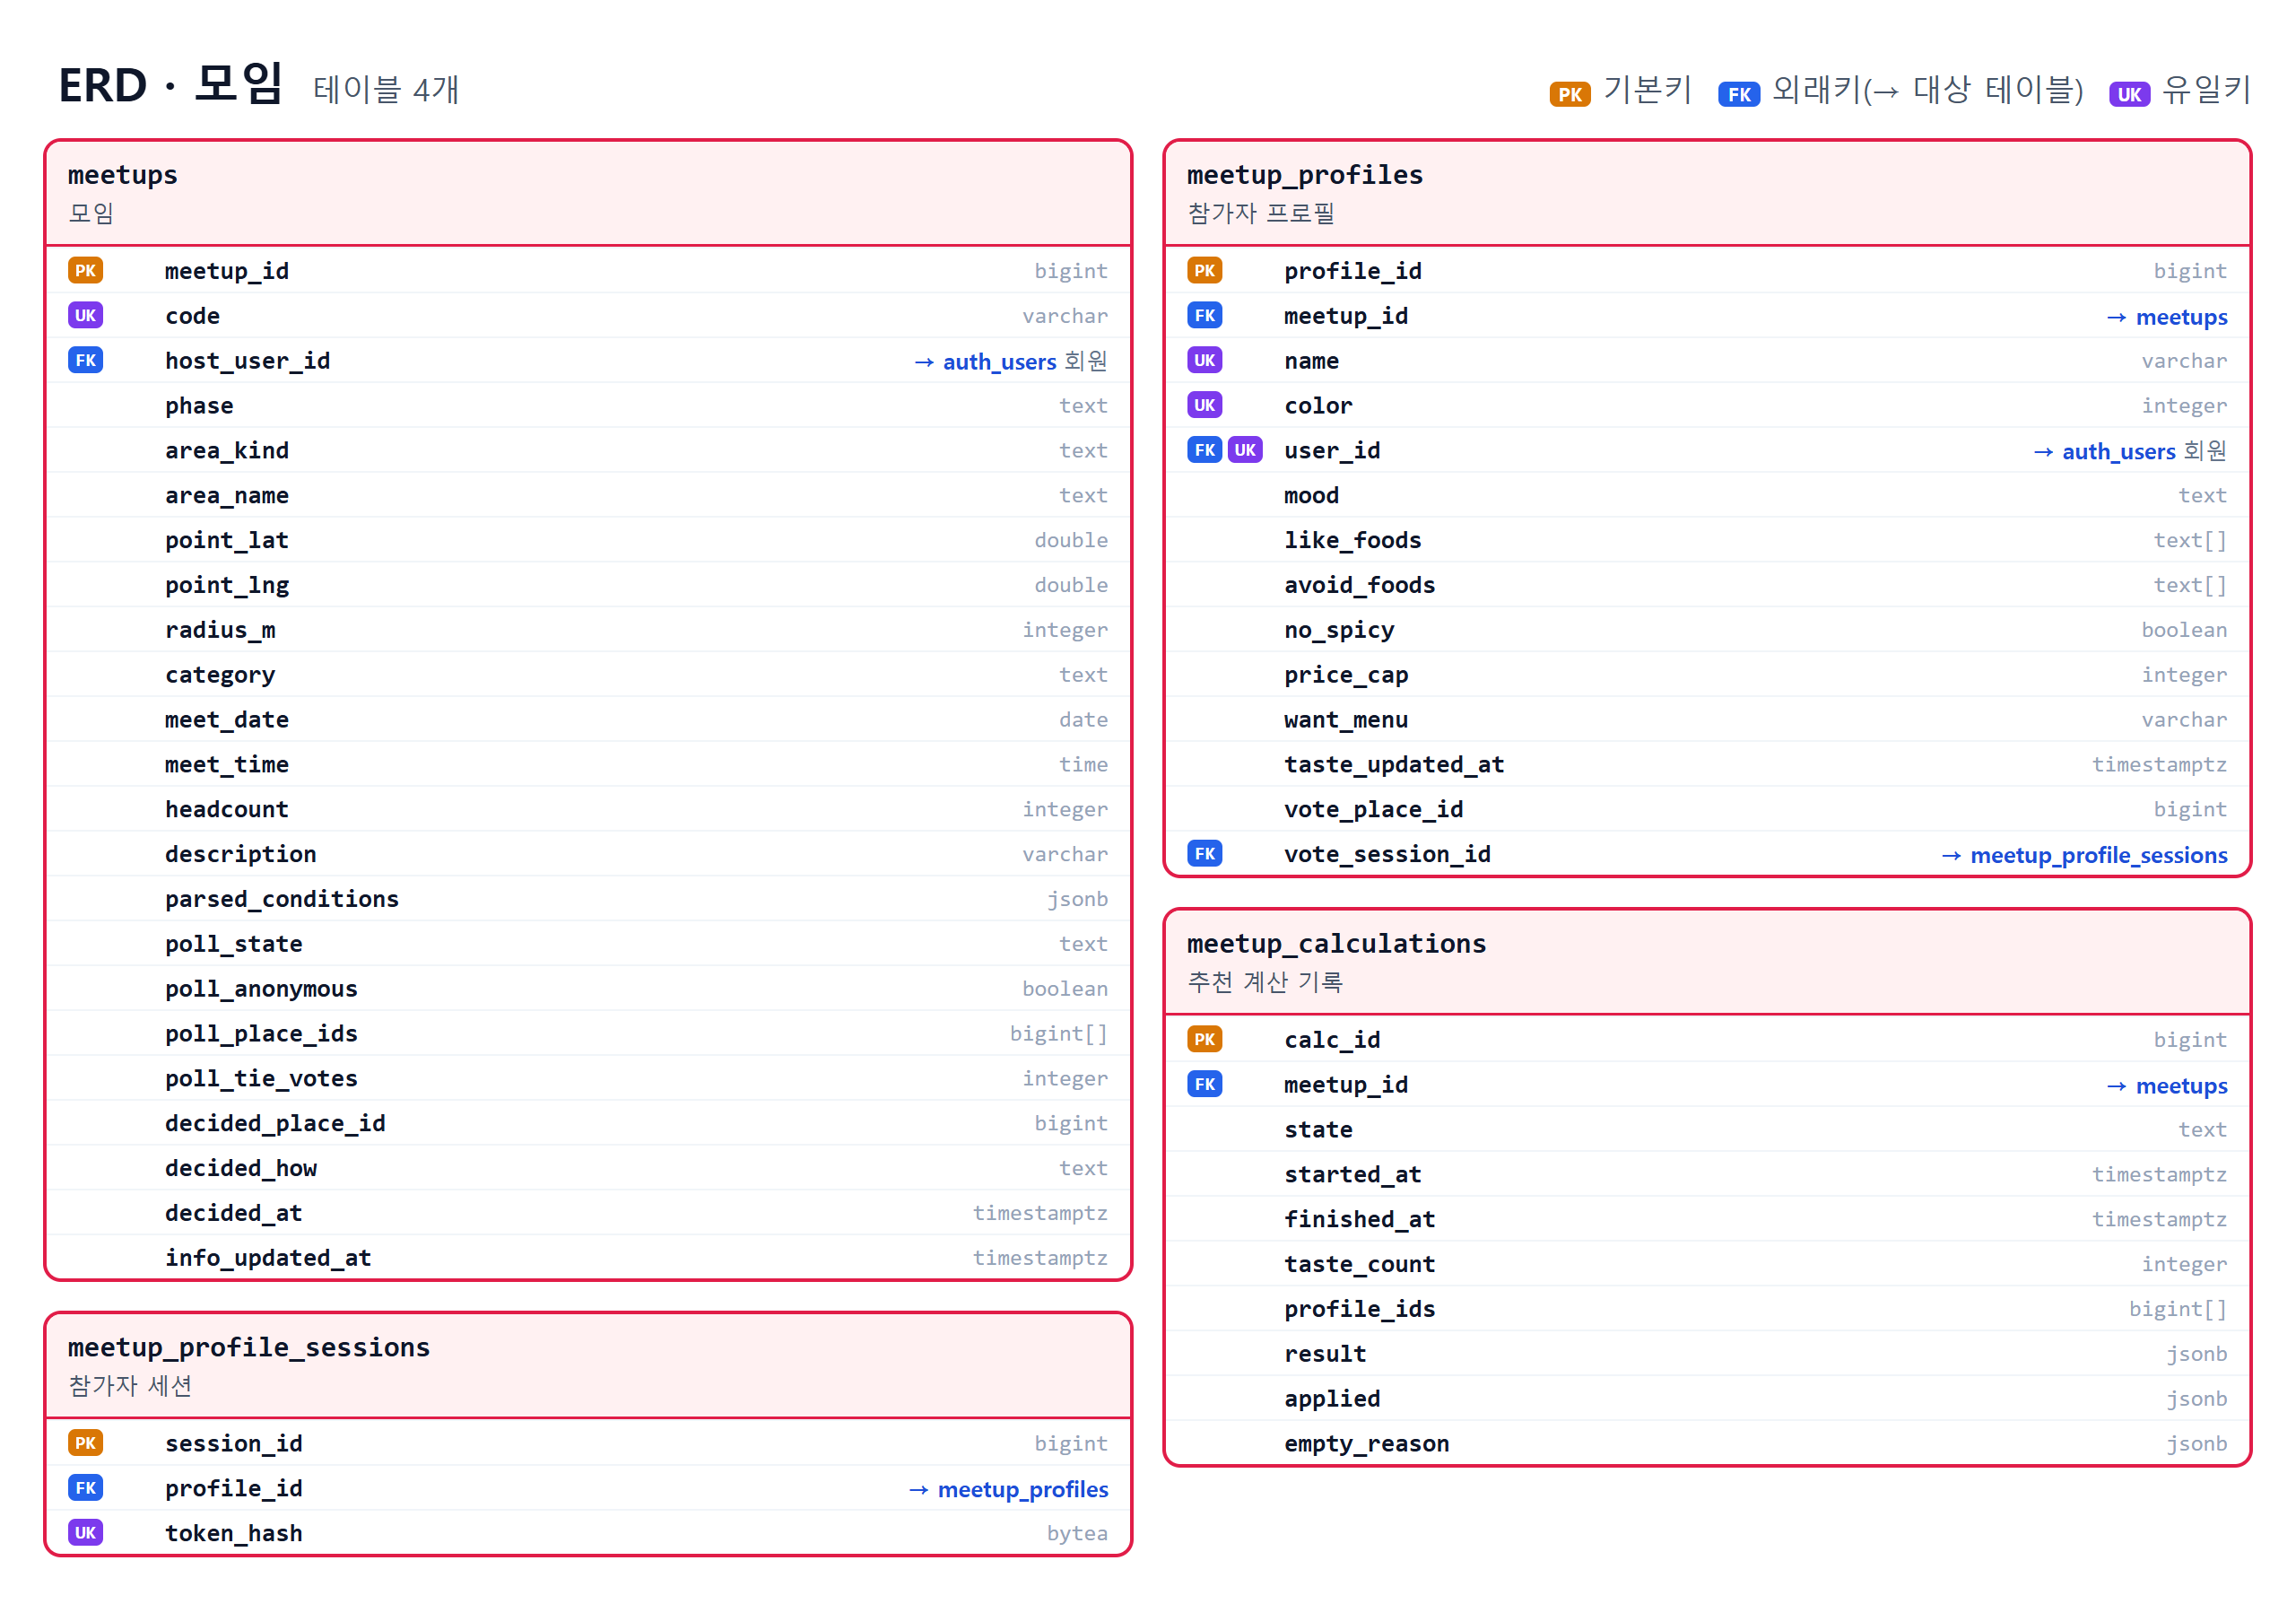 ERD · 모임 테이블 4개
PK 기본키 FK 외래키(→ 대상 테이블) UK 유일키
meetups
모임
PK meetup_id bigint
UK code varchar
FK host_user_id → auth_users 회원
phase text
area_kind text
area_name text
point_lat double
point_lng double
radius_m integer
category text
meet_date date
meet_time time
headcount integer
description varchar
parsed_conditions jsonb
poll_state text
poll_anonymous boolean
poll_place_ids bigint[]
poll_tie_votes integer
decided_place_id bigint
decided_how text
decided_at timestamptz
info_updated_at timestamptz
meetup_profile_sessions
참가자 세션
PK session_id bigint
FK profile_id → meetup_profiles
UK token_hash bytea
meetup_profiles
참가자 프로필
PK profile_id bigint
FK meetup_id → meetups
UK name varchar
UK color integer
FK UK user_id → auth_users 회원
mood text
like_foods text[]
avoid_foods text[]
no_spicy boolean
price_cap integer
want_menu varchar
taste_updated_at timestamptz
vote_place_id bigint
FK vote_session_id → meetup_profile_sessions
meetup_calculations
추천 계산 기록
PK calc_id bigint
FK meetup_id → meetups
state text
started_at timestamptz
finished_at timestamptz
taste_count integer
profile_ids bigint[]
result jsonb
applied jsonb
empty_reason jsonb